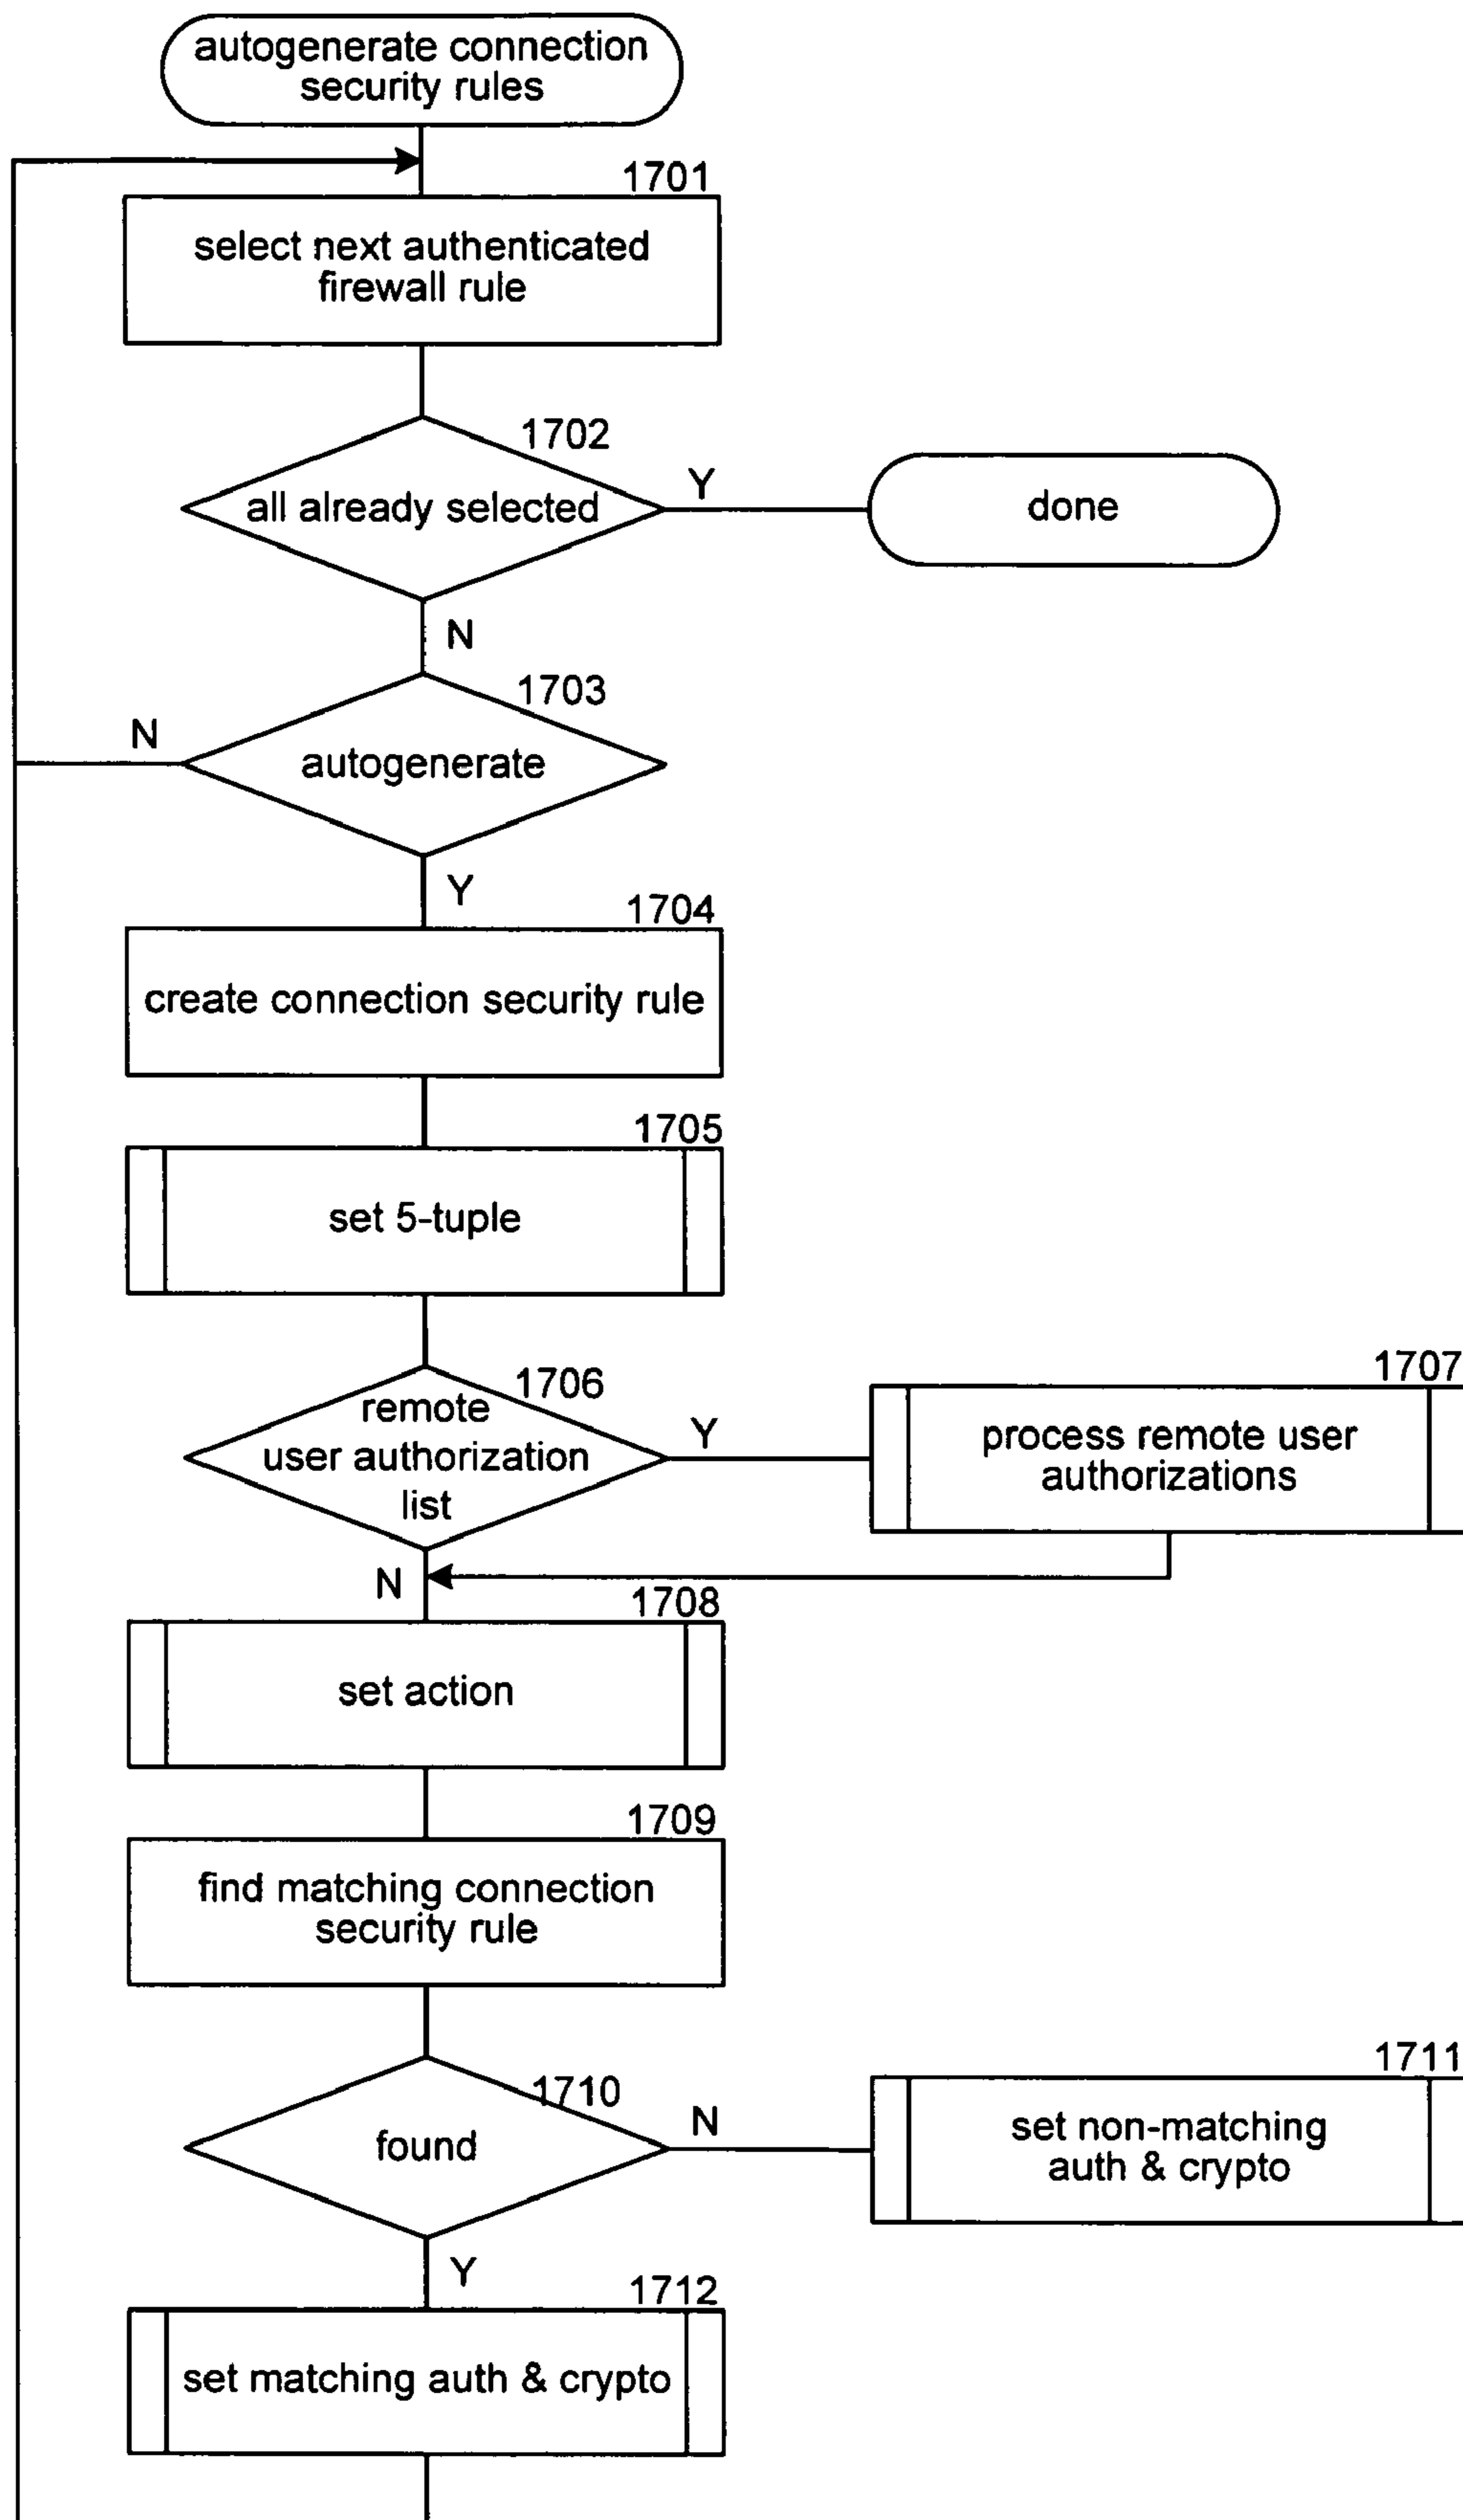 autogenerate connection
security rules
1701
select next authenticated
firewall rule
1702
all already selected
Y
done
N
1703
N
autogenerate
Y
1704
create connection security rule
1705
set 5-tuple
1706
remote
user authorization
list
Y
1707
process remote user
authorizations
N
1708
set action
1709
find matching connection
security rule
1710
found
N
1711
set non-matching
auth & crypto
Y
1712
set matching auth & crypto